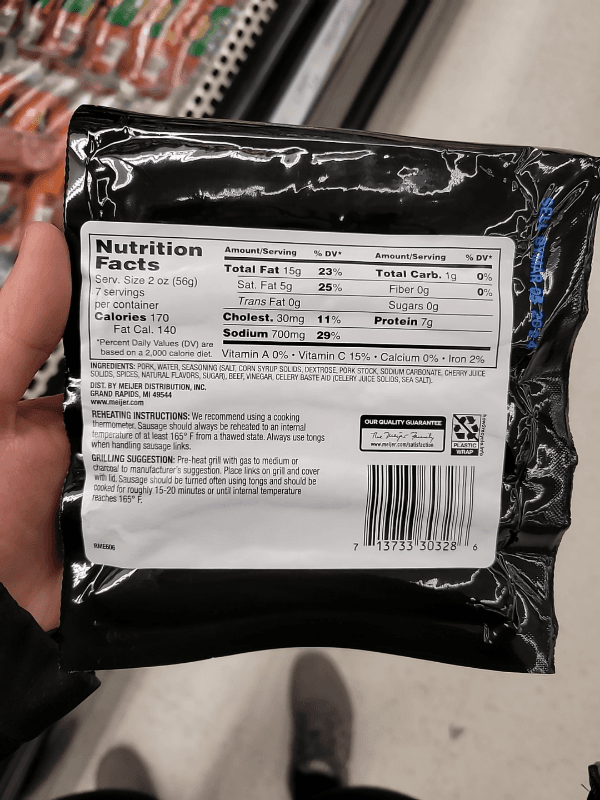 Nutrition
Facts
Serv. Size 2 oz (56g)
7 servings
per container
Calories 170
Fat Cal. 140
*Percent Daily Values (DV) are
based on a 2,000 calorie diet.
Amount/Serving % DV* Amount/Serving % DV*
Total Fat 15g 23% Total Carb. 1g 0%
Sat. Fat 5g 25% Fiber 0g 0%
Trans Fat 0g Sugars 0g
Cholest. 30mg 11% Protein 7g
Sodium 700mg 29%
Vitamin A 0% • Vitamin C 15% • Calcium 0% • Iron 2%
INGREDIENTS: PORK, WATER, SEASONING (SALT, CORN SYRUP SOLIDS, DEXTROSE, PORK STOCK, SODIUM CARBONATE, CHERRY JUICE
SOLIDS, SPICES, NATURAL FLAVORS, SUGAR), BEEF, VINEGAR, CELERY BASTE AID (CELERY JUICE SOLIDS, SEA SALT).
DIST. BY MEIJER DISTRIBUTION, INC.
GRAND RAPIDS, MI 49544
www.meijer.com
REHEATING INSTRUCTIONS: We recommend using a cooking
thermometer. Sausage should always be reheated to an internal
temperature of at least 165° F from a thawed state. Always use tongs
when handling sausage links.
GRILLING SUGGESTION: Pre-heat grill with gas to medium or
charcoal to manufacturer's suggestion. Place links on grill and cover
with lid. Sausage should be turned often using tongs and should be
cooked for roughly 15-20 minutes or until internal temperature
reaches 165° F.
OUR QUALITY GUARANTEE
The Meijer Family
www.meijer.com/satisfaction
PLASTIC
WRAP
how2recycle.info
7 13733 30328 6
SELL BY MAR